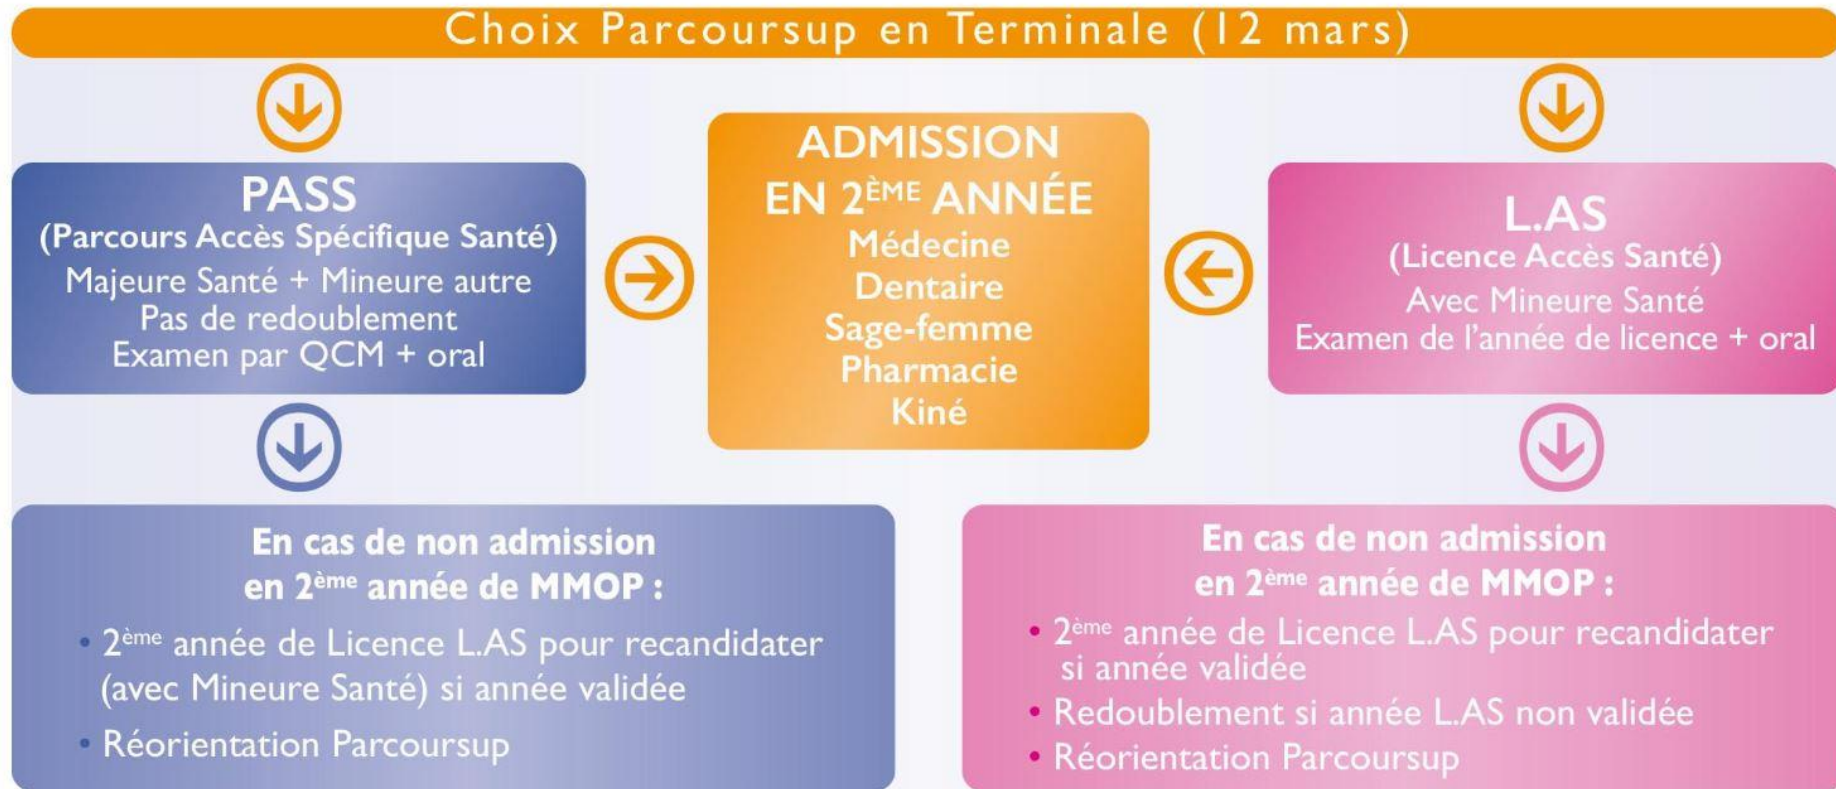 Choix Parcoursup en Terminale (12 mars)
PASS
(Parcours Accès Spécifique Santé)
Majeure Santé + Mineure autre
Pas de redoublement
Examen par QCM + oral
ADMISSION
EN 2ÈME ANNÉE
Médecine
Dentaire
Sage-femme
Pharmacie
Kiné
L.AS
(Licence Accès Santé)
Avec Mineure Santé
Examen de l'année de licence + oral
En cas de non admission
en 2ème année de MMOP :
• 2ème année de Licence L.AS pour recandidater
(avec Mineure Santé) si année validée
• Réorientation Parcoursup
En cas de non admission
en 2ème année de MMOP :
• 2ème année de Licence L.AS pour recandidater
si année validée
• Redoublement si année L.AS non validée
• Réorientation Parcoursup